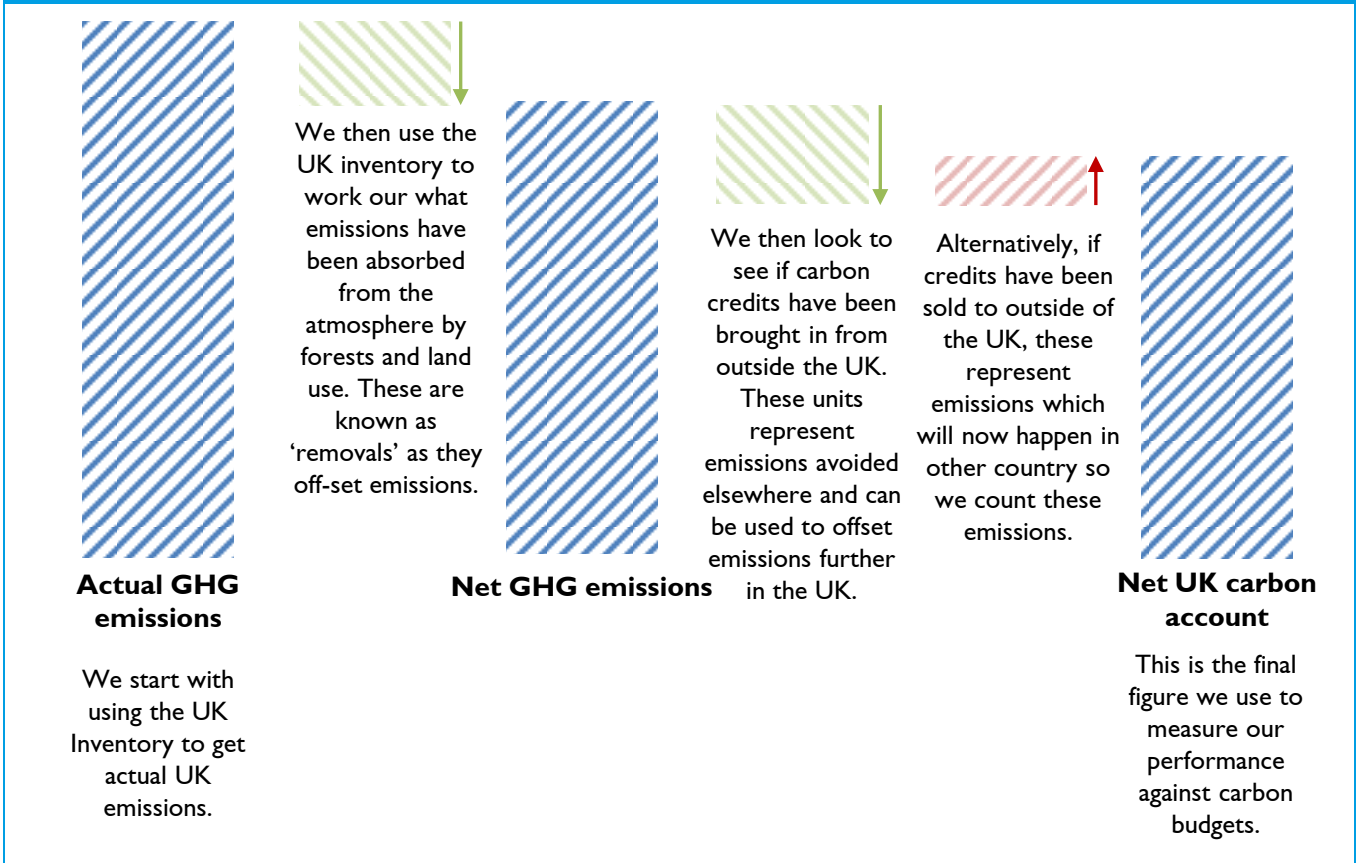 Actual GHG
emissions
We start with
using the UK
Inventory to get
actual UK
emissions.
We then use the
UK inventory to
work our what
emissions have
been absorbed
from the
atmosphere by
forests and land
use. These are
known as
‘removals’ as they
off-set emissions.
Net GHG emissions
We then look to
see if carbon
credits have been
brought in from
outside the UK.
These units
represent
emissions avoided
elsewhere and can
be used to offset
emissions further
in the UK.
Alternatively, if
credits have been
sold to outside of
the UK, these
represent
emissions which
will now happen in
other country so
we count these
emissions.
Net UK carbon
account
This is the final
figure we use to
measure our
performance
against carbon
budgets.